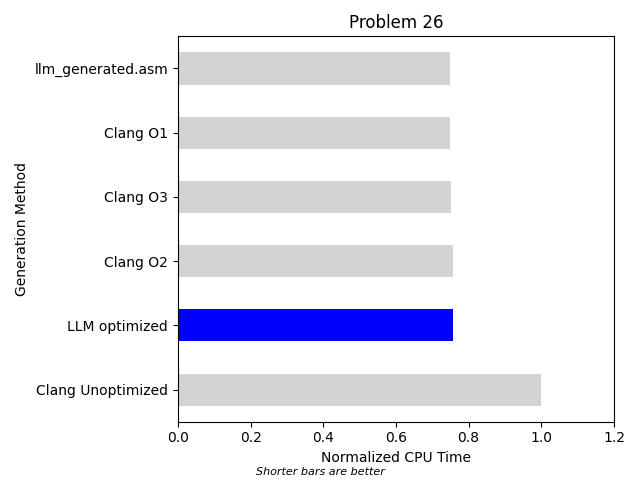 Problem 26
llm_generated.asm
Clang O1
Clang O3
Clang O2
LLM optimized
Clang Unoptimized
Generation Method
0.0 0.2 0.4 0.6 0.8 1.0 1.2
Normalized CPU Time
Shorter bars are better